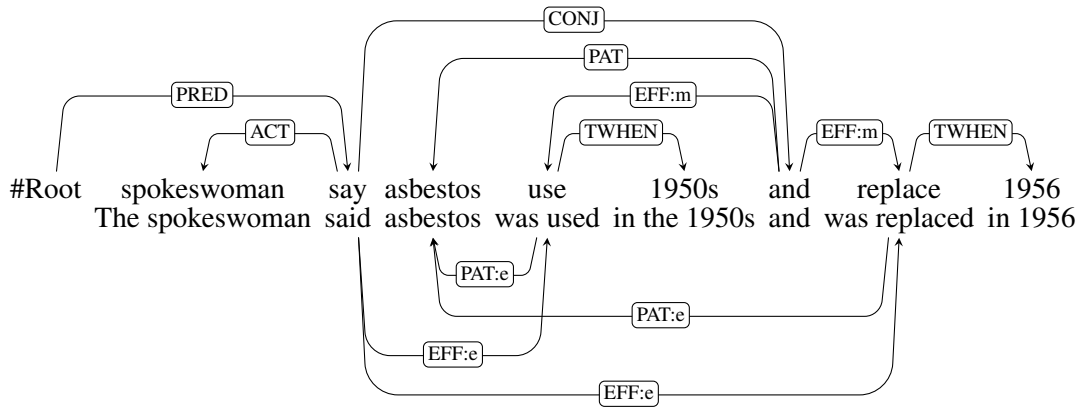 CONJ
PAT
PRED EFF:m
ACT TWHEN EFF:m TWHEN
#Root spokeswoman say asbestos use 1950s and replace 1956
The spokeswoman said asbestos was used in the 1950s and was replaced in 1956
PAT:e
PAT:e
EFF:e
EFF:e